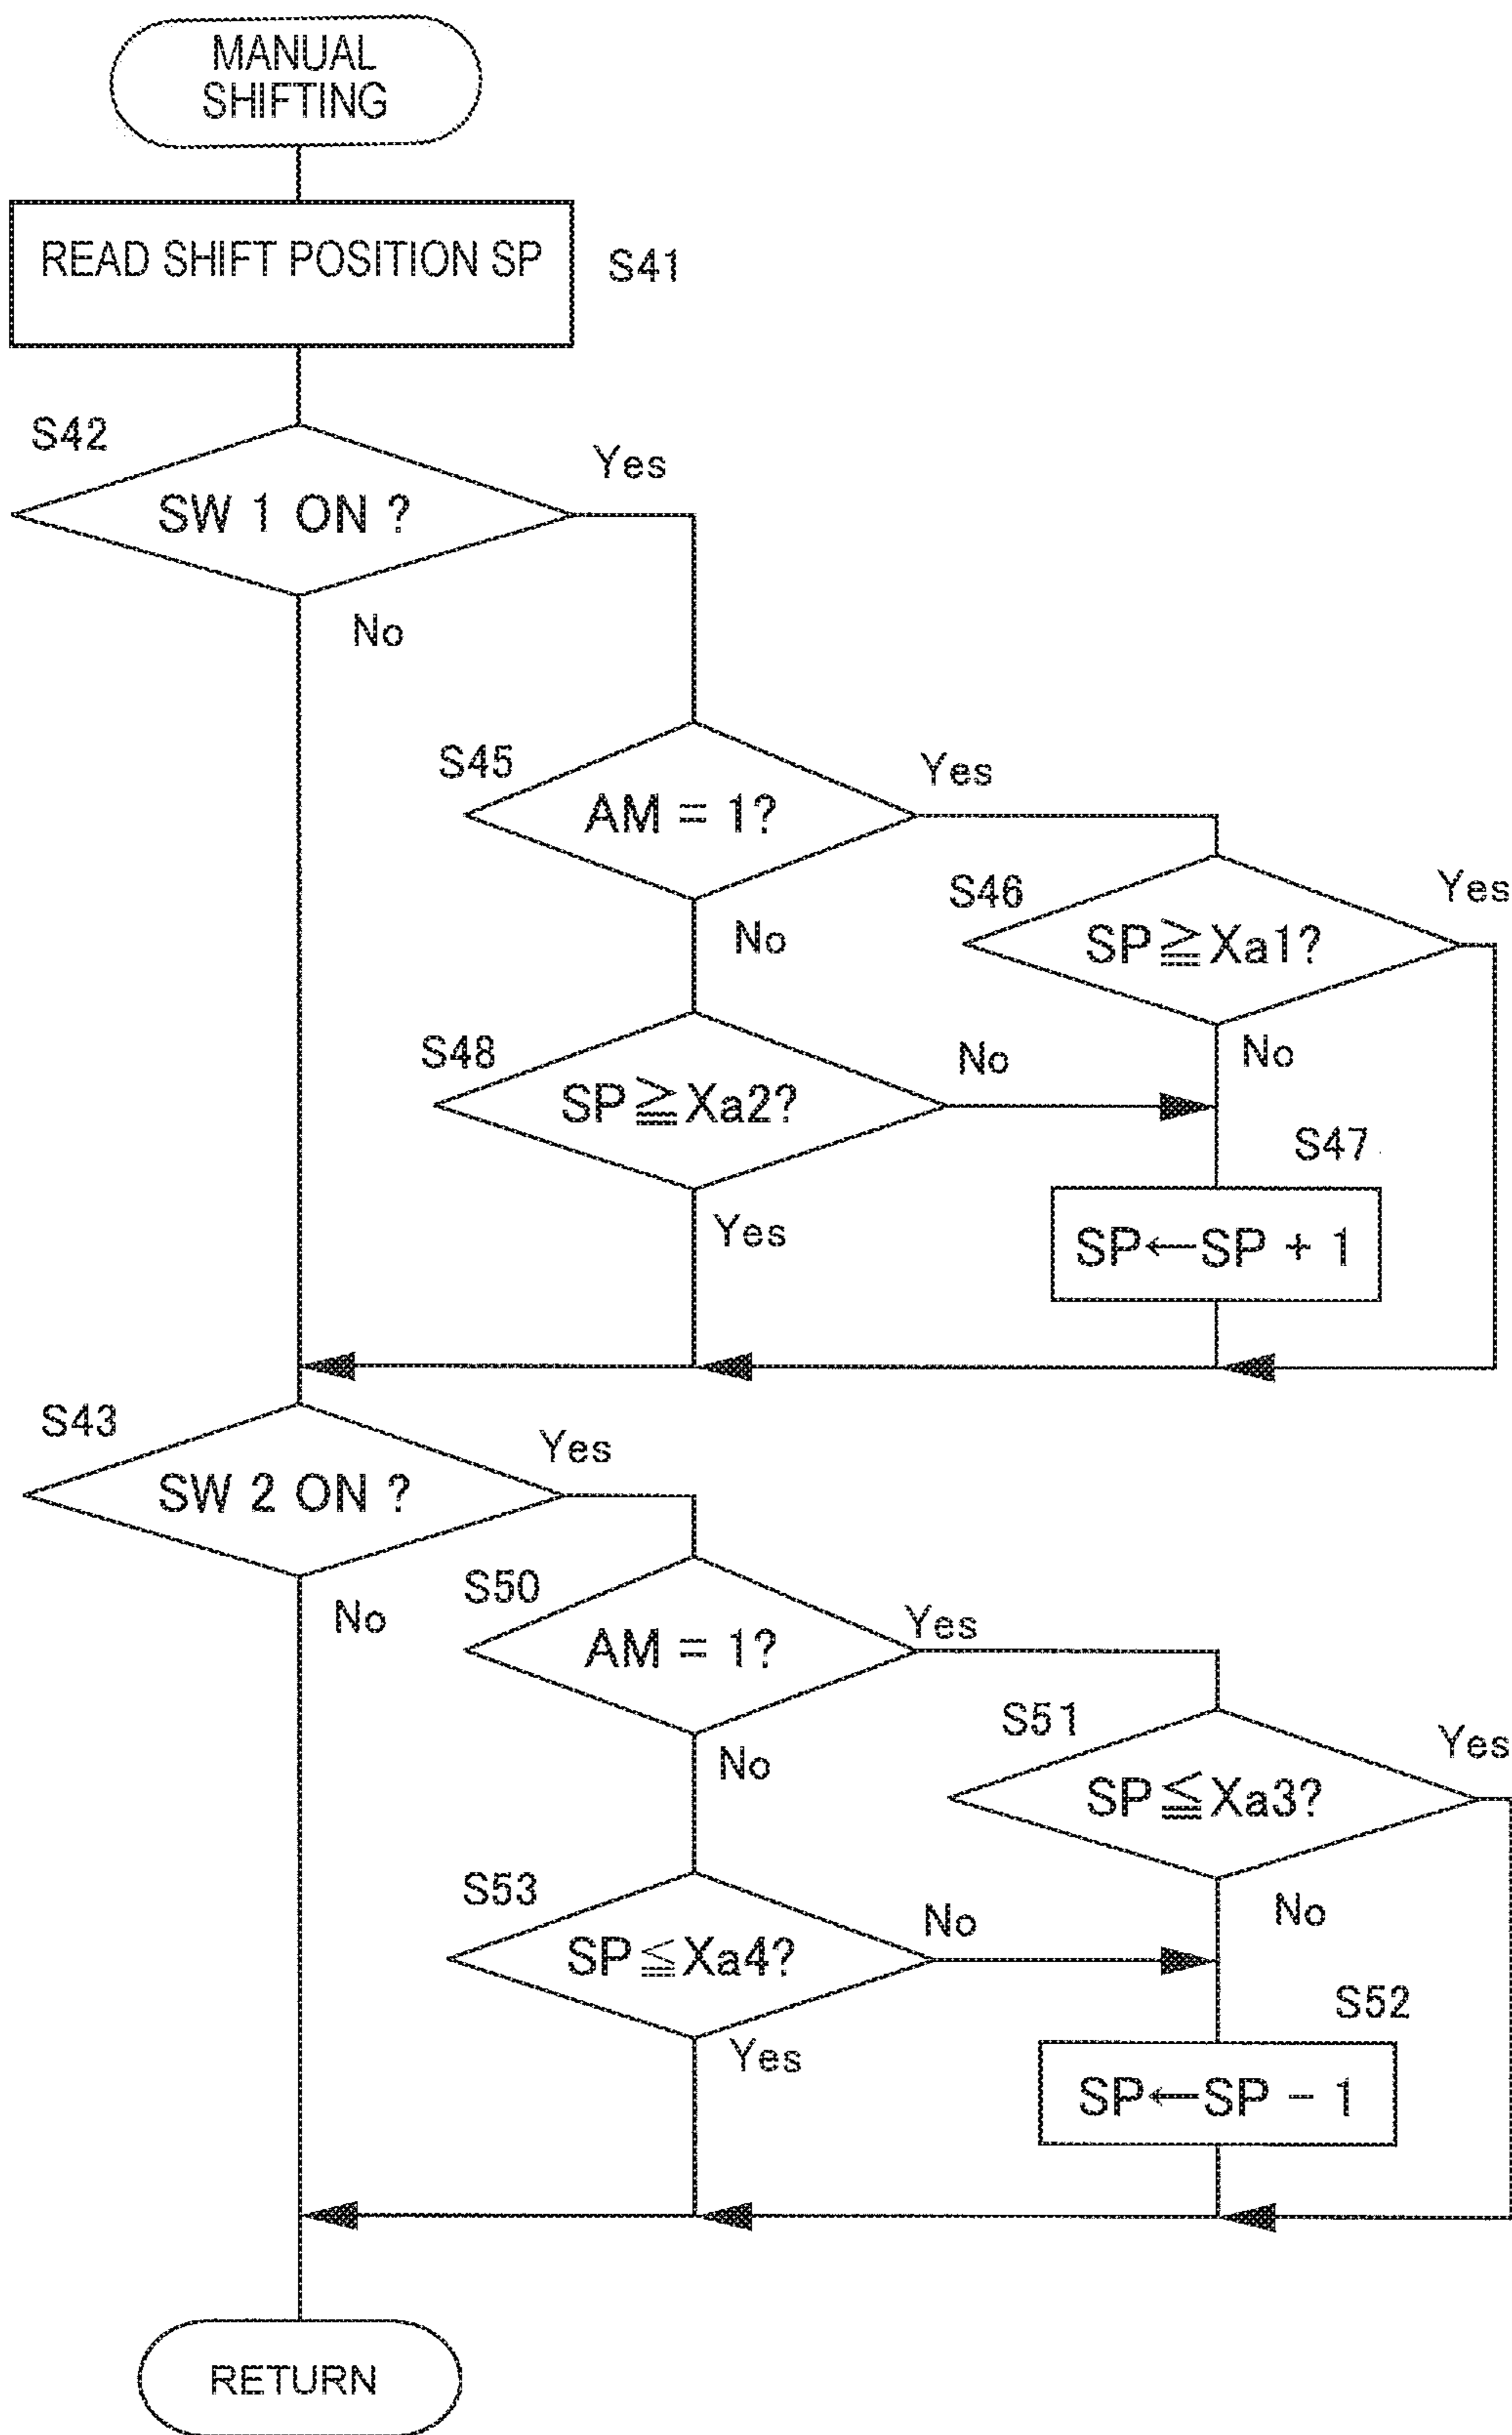 MANUAL
SHIFTING
READ SHIFT POSITION SP
S41
S42
SW 1 ON ?
Yes
No
S45
AM = 1?
Yes
No
S46
SP≧Xa1?
Yes
No
S48
SP≧Xa2?
No
Yes
S47
SP←SP + 1
S43
SW 2 ON ?
Yes
No
S50
AM = 1?
Yes
No
S51
SP≦Xa3?
Yes
No
S53
SP≦Xa4?
No
Yes
S52
SP←SP − 1
RETURN